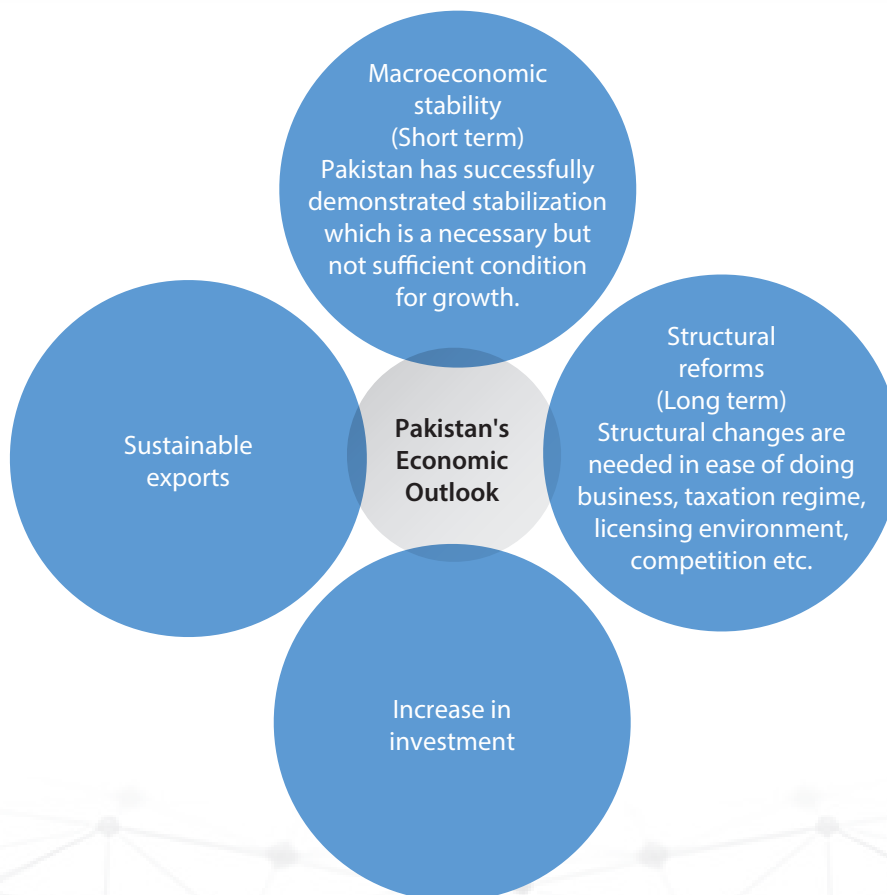 Macroeconomic
stability
(Short term)
Pakistan has successfully
demonstrated stabilization
which is a necessary but
not sufficient condition
for growth.
Sustainable
exports
Pakistan's
Economic
Outlook
Structural
reforms
(Long term)
Structural changes are
needed in ease of doing
business, taxation regime,
licensing environment,
competition etc.
Increase in
investment